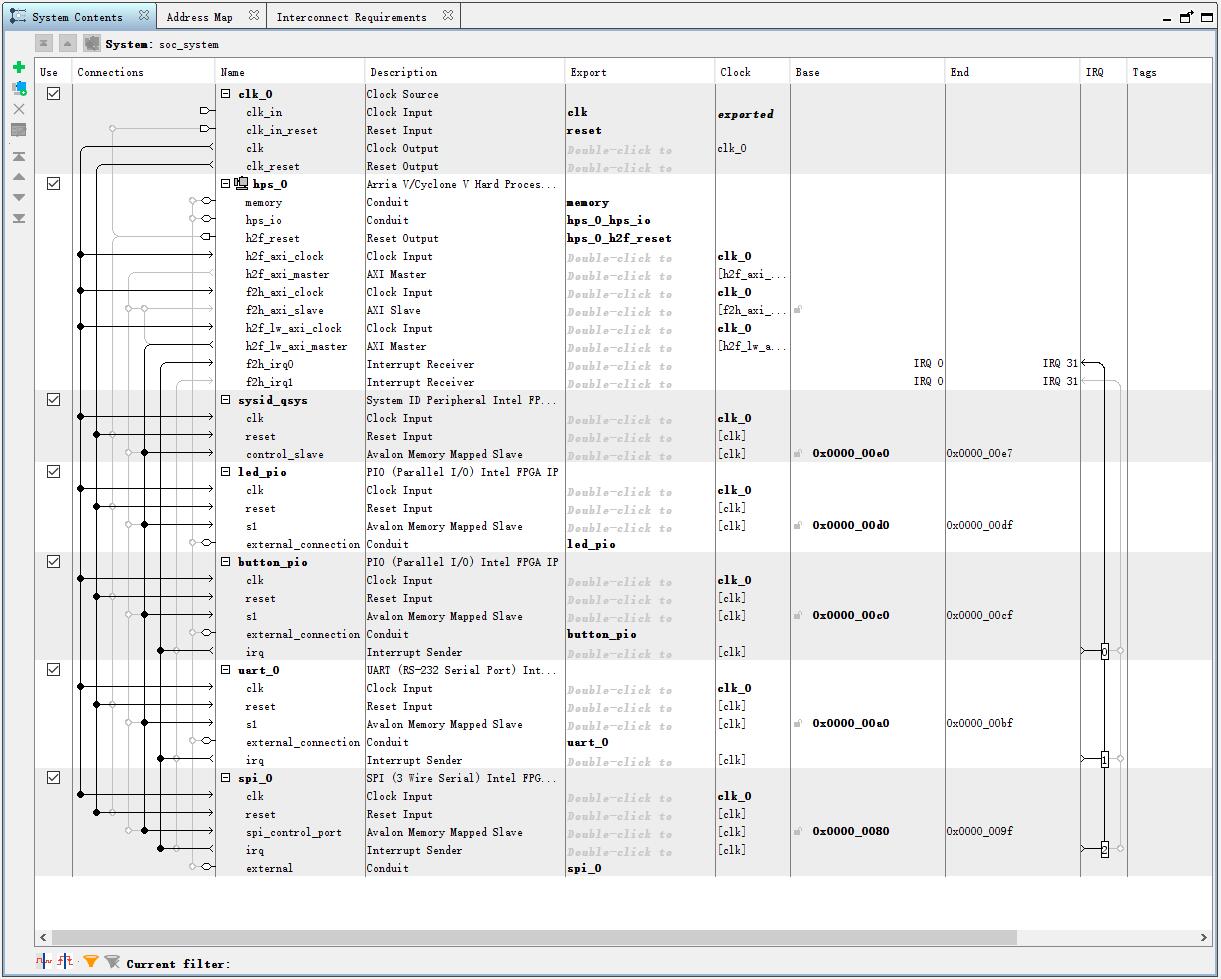 System Contents Address Map Interconnect Requirements
System: soc_system
Use Connections Name Description Export Clock Base End IRQ Tags
clk_0 Clock Source
clk_in Clock Input clk exported
clk_in_reset Reset Input reset
clk Clock Output Double-click to clk_0
clk_reset Reset Output Double-click to
hps_0 Arria V/Cyclone V Hard Proces...
memory Conduit memory
hps_io Conduit hps_0_hps_io
h2f_reset Reset Output hps_0_h2f_reset
h2f_axi_clock Clock Input Double-click to clk_0
h2f_axi_master AXI Master Double-click to [h2f_axi_...
f2h_axi_clock Clock Input Double-click to clk_0
f2h_axi_slave AXI Slave Double-click to [f2h_axi_...
h2f_lw_axi_clock Clock Input Double-click to clk_0
h2f_lw_axi_master AXI Master Double-click to [h2f_lw_a...
f2h_irq0 Interrupt Receiver Double-click to IRQ 0 IRQ 31
f2h_irq1 Interrupt Receiver Double-click to IRQ 0 IRQ 31
sysid_qsys System ID Peripheral Intel FP...
clk Clock Input Double-click to clk_0
reset Reset Input Double-click to [clk]
control_slave Avalon Memory Mapped Slave Double-click to [clk] 0x0000_00e0 0x0000_00e7
led_pio PIO (Parallel I/O) Intel FPGA IP
clk Clock Input Double-click to clk_0
reset Reset Input Double-click to [clk]
s1 Avalon Memory Mapped Slave Double-click to [clk] 0x0000_00d0 0x0000_00df
external_connection Conduit led_pio
button_pio PIO (Parallel I/O) Intel FPGA IP
clk Clock Input Double-click to clk_0
reset Reset Input Double-click to [clk]
s1 Avalon Memory Mapped Slave Double-click to [clk] 0x0000_00c0 0x0000_00cf
external_connection Conduit button_pio
irq Interrupt Sender Double-click to [clk] 0
uart_0 UART (RS-232 Serial Port) Int...
clk Clock Input Double-click to clk_0
reset Reset Input Double-click to [clk]
s1 Avalon Memory Mapped Slave Double-click to [clk] 0x0000_00a0 0x0000_00bf
external_connection Conduit uart_0
irq Interrupt Sender Double-click to [clk] 1
spi_0 SPI (3 Wire Serial) Intel FPG...
clk Clock Input Double-click to clk_0
reset Reset Input Double-click to [clk]
spi_control_port Avalon Memory Mapped Slave Double-click to [clk] 0x0000_0080 0x0000_009f
irq Interrupt Sender Double-click to [clk] 2
external Conduit spi_0
Current filter: